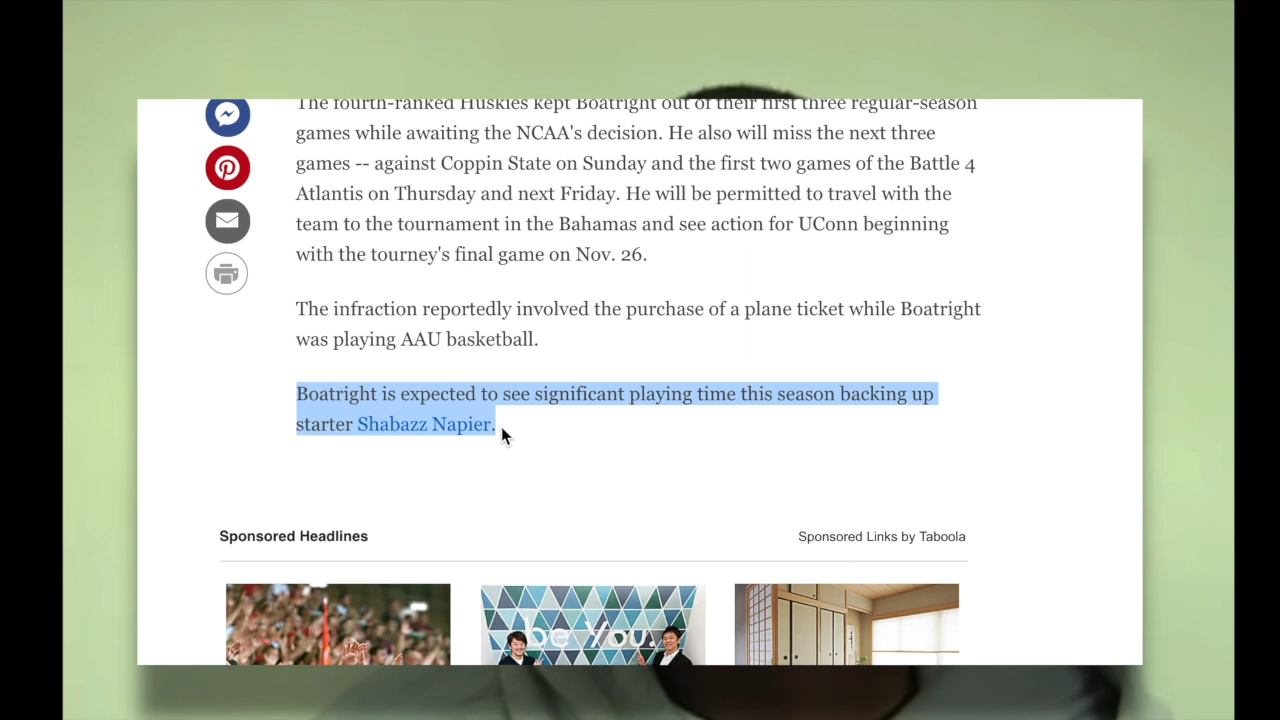 The fourth-ranked Huskies kept Boatright out of their first three regular-season
games while awaiting the NCAA's decision. He also will miss the next three
games -- against Coppin State on Sunday and the first two games of the Battle 4
Atlantis on Thursday and next Friday. He will be permitted to travel with the
team to the tournament in the Bahamas and see action for UConn beginning
with the tourney's final game on Nov. 26.
The infraction reportedly involved the purchase of a plane ticket while Boatright
was playing AAU basketball.
Boatright is expected to see significant playing time this season backing up
starter Shabazz Napier.
Sponsored Headlines
Sponsored Links by Taboola
be You.